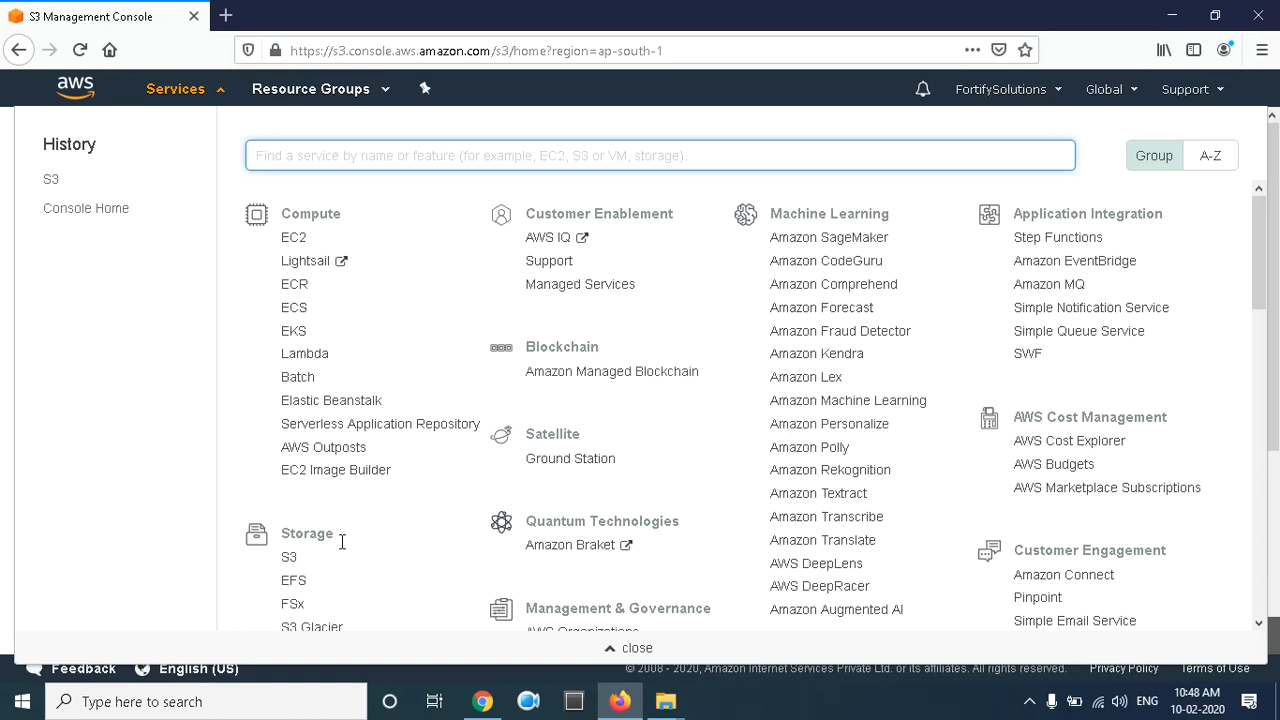 S3 Management Console
https://s3.console.aws.amazon.com/s3/home?region=ap-south-1
aws
Services
Resource Groups
FortifySolutions
Global
Support
History
S3
Console Home
Find a service by name or feature (for example, EC2, S3 or VM, storage).
Group
A-Z
Compute
EC2
Lightsail
ECR
ECS
EKS
Lambda
Batch
Elastic Beanstalk
Serverless Application Repository
AWS Outposts
EC2 Image Builder
Storage
S3
EFS
FSx
S3 Glacier
Customer Enablement
AWS IQ
Support
Managed Services
Blockchain
Amazon Managed Blockchain
Satellite
Ground Station
Quantum Technologies
Amazon Braket
Management & Governance
AWS Organizations
Machine Learning
Amazon SageMaker
Amazon CodeGuru
Amazon Comprehend
Amazon Forecast
Amazon Fraud Detector
Amazon Kendra
Amazon Lex
Amazon Machine Learning
Amazon Personalize
Amazon Polly
Amazon Rekognition
Amazon Textract
Amazon Transcribe
Amazon Translate
AWS DeepLens
AWS DeepRacer
Amazon Augmented AI
Application Integration
Step Functions
Amazon EventBridge
Amazon MQ
Simple Notification Service
Simple Queue Service
SWF
AWS Cost Management
AWS Cost Explorer
AWS Budgets
AWS Marketplace Subscriptions
Customer Engagement
Amazon Connect
Pinpoint
Simple Email Service
close
Feedback
English (US)
© 2008 - 2020, Amazon Internet Services Private Ltd. or its affiliates. All rights reserved.
Privacy Policy
Terms of Use
Type here to search
ENG
10:48 AM
10-02-2020